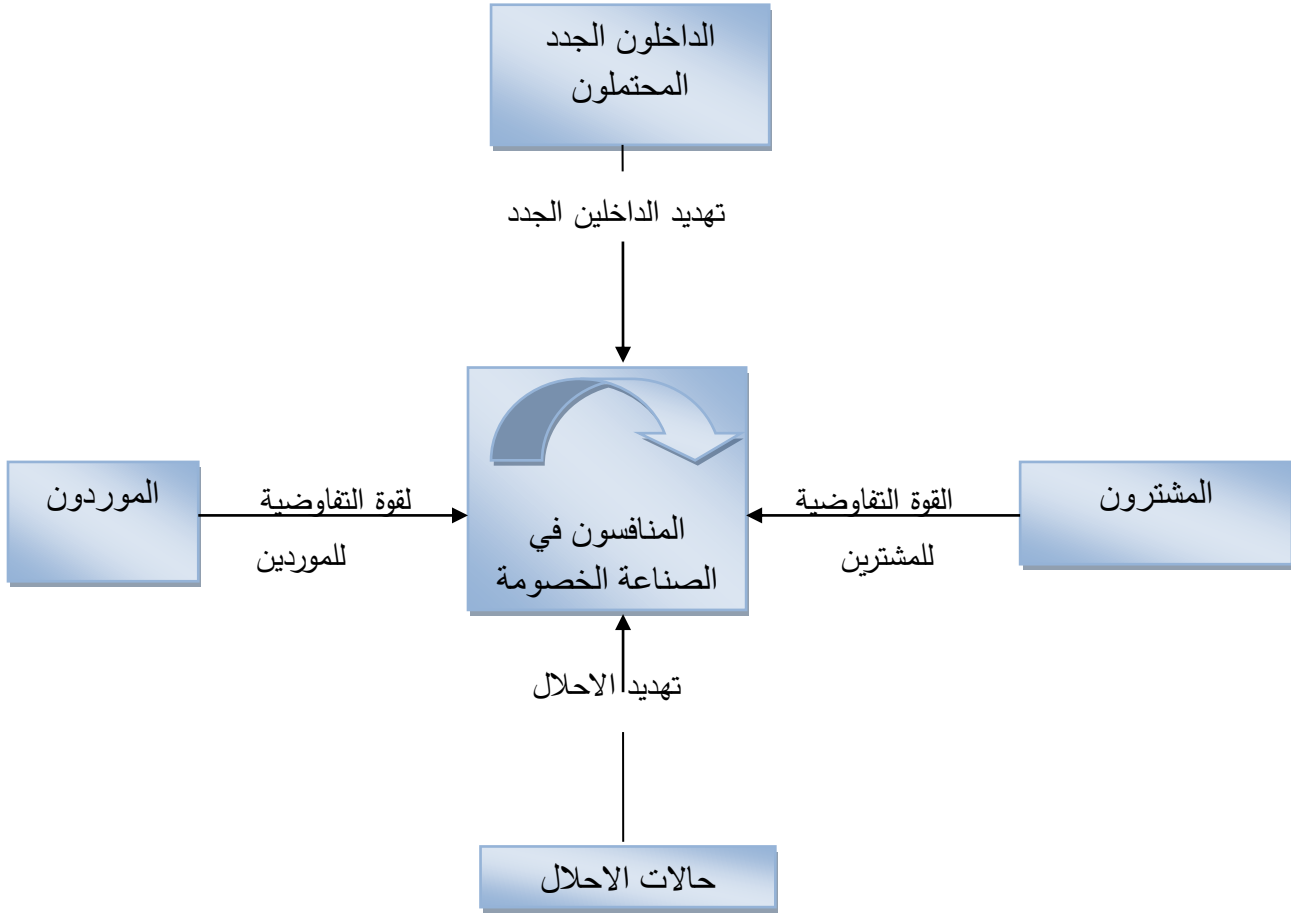 الداخلون الجدد
المحتملون
تهديد الداخلين الجدد
المشترون
القوة التفاوضية
للمشترين
المنافسون في
الصناعة الخصومة
لقوة التفاوضية
للموردين
الموردون
تهديد الاحلال
حالات الاحلال